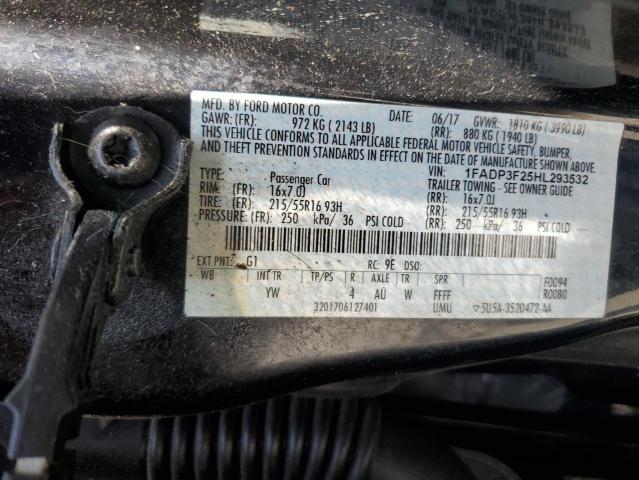 MFD. BY FORD MOTOR CO.
DATE: 06/17 GVWR: 1810 KG ( 3990 LB)
GAWR: (FR): 972 KG ( 2143 LB) (RR): 880 KG ( 1940 LB)
THIS VEHICLE CONFORMS TO ALL APPLICABLE FEDERAL MOTOR VEHICLE SAFETY, BUMPER,
AND THEFT PREVENTION STANDARDS IN EFFECT ON THE DATE OF MANUFACTURE SHOWN ABOVE.
VIN: 1FADP3F25HL293532
TYPE: Passenger Car TRAILER TOWING - SEE OWNER GUIDE
RIM: (FR): 16x7.0J (RR): 16x7.0J
TIRE: (FR): 215/55R16 93H (RR): 215/55R16 93H
PRESSURE: (FR): 250 kPa/ 36 PSI COLD (RR): 250 kPa/ 36 PSI COLD
EXT PNT: G1 RC: 9E DSO:
WB INT TR TP/PS R AXLE TR SPR F0094
YW 4 AU W FFFF R0080
3201706127401 UMU 5U5A-3520472-AA